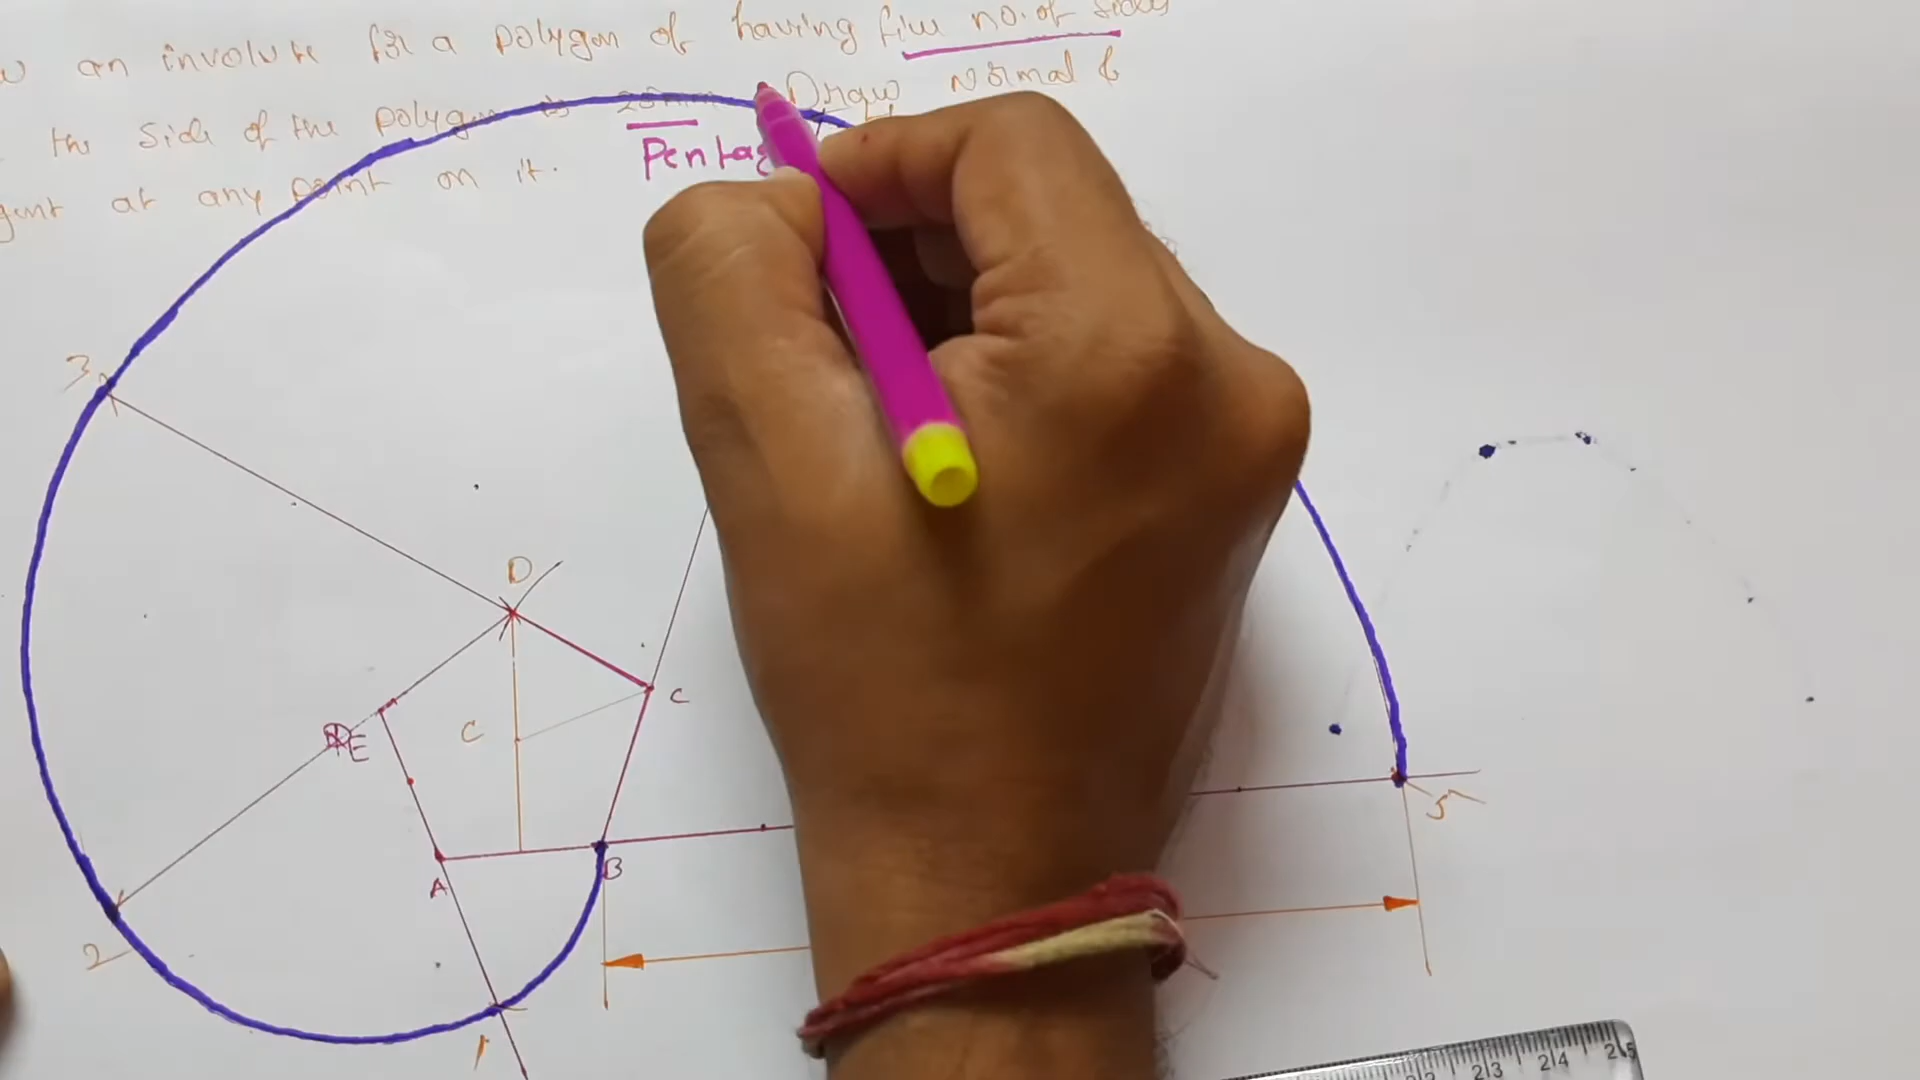 an involute for a polygon of having five no. of sides
the side of the polygon is 25mm Draw normal &
at any point on it.
Pentag
3
D
C
C
E
B
A
2
1
5
23 24 25